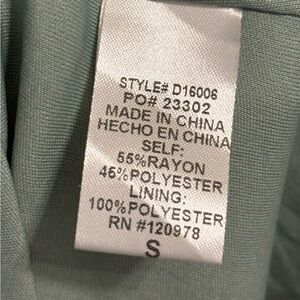 STYLE# D16006
PO# 23302
MADE IN CHINA
HECHO EN CHINA
SELF:
55%RAYON
45%POLYESTER
LINING:
100%POLYESTER
RN #120978
S